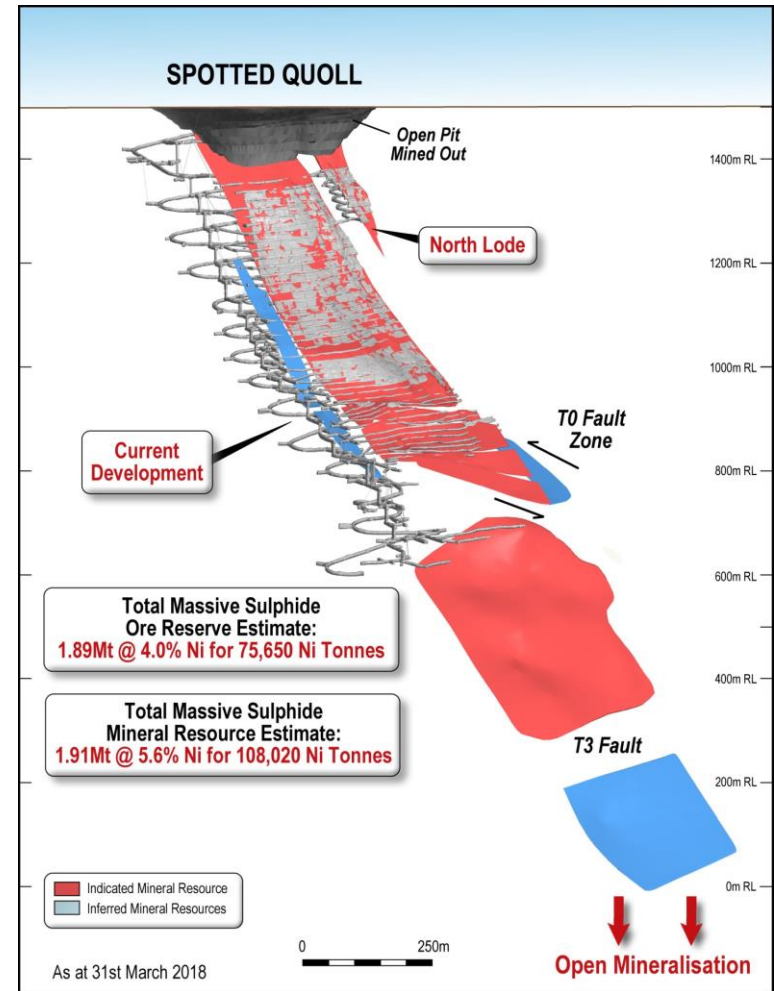 SPOTTED QUOLL
Open Pit
Mined Out
1400m RL
North Lode
1200m RL
1000m RL
T0 Fault
Zone
Current
Development
800m RL
600m RL
Total Massive Sulphide
Ore Reserve Estimate:
1.89Mt @ 4.0% Ni for 75,650 Ni Tonnes
400m RL
Total Massive Sulphide
Mineral Resource Estimate:
1.91Mt @ 5.6% Ni for 108,020 Ni Tonnes
T3 Fault
200m RL
0m RL
Indicated Mineral Resource
Inferred Mineral Resources
0
250m
Open Mineralisation
As at 31st March 2018